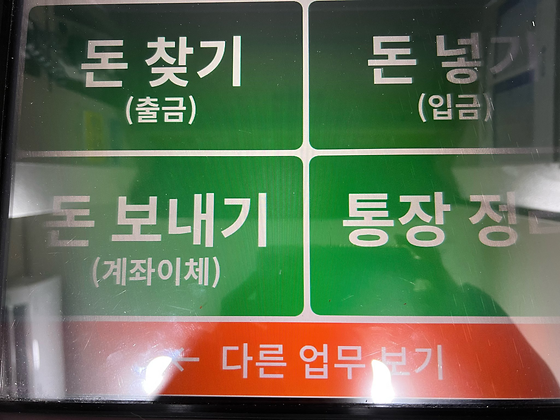 돈 찾기
(출금)
돈 넣기
(입금)
돈 보내기
(계좌이체)
통장
← 다른 업무 보기